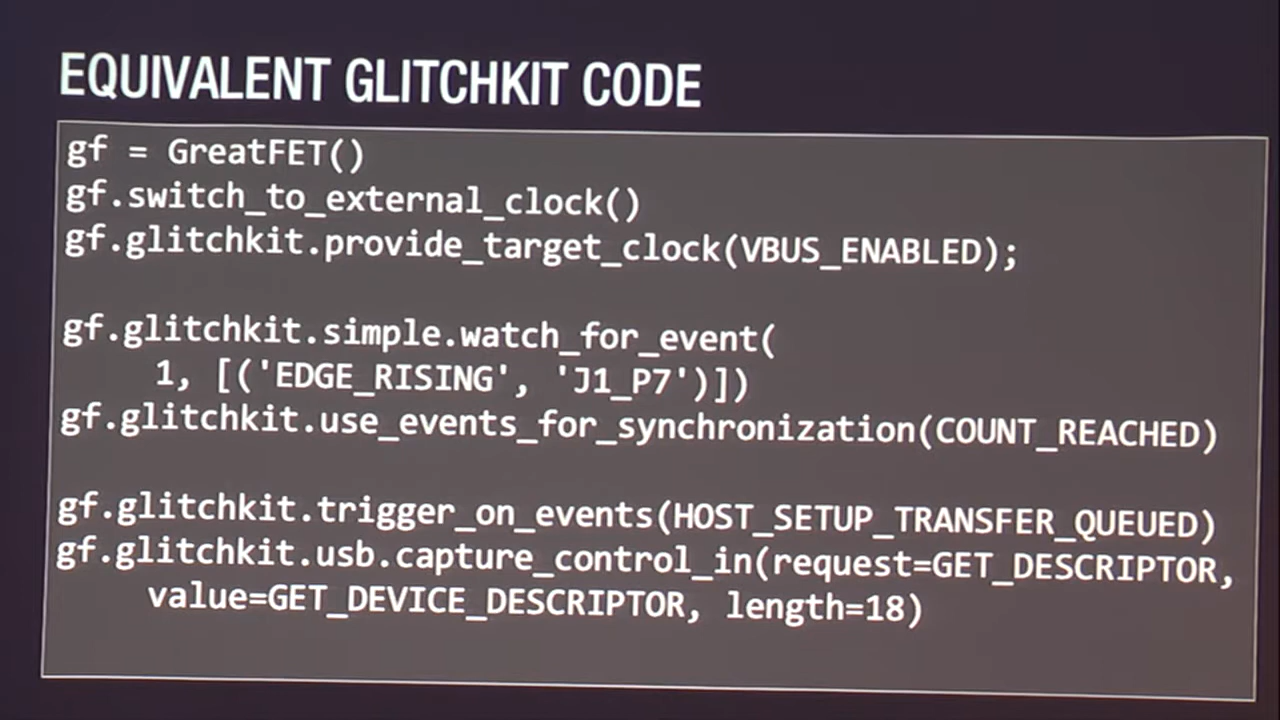 EQUIVALENT GLITCHKIT CODE
gf = GreatFET()
gf.switch_to_external_clock()
gf.glitchkit.provide_target_clock(VBUS_ENABLED);
gf.glitchkit.simple.watch_for_event(
1, [('EDGE_RISING', 'J1_P7')])
gf.glitchkit.use_events_for_synchronization(COUNT_REACHED)
gf.glitchkit.trigger_on_events(HOST_SETUP_TRANSFER_QUEUED)
gf.glitchkit.usb.capture_control_in(request=GET_DESCRIPTOR,
value=GET_DEVICE_DESCRIPTOR, length=18)